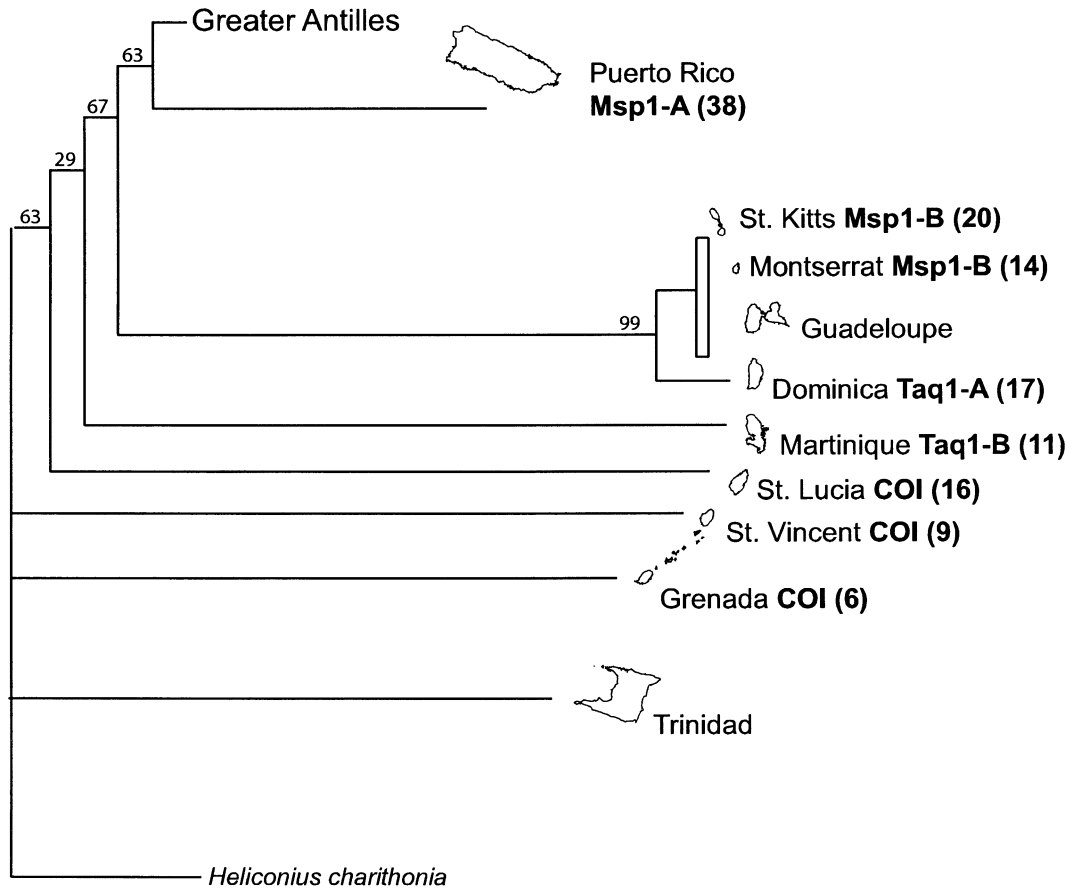 Greater Antilles
63
Puerto Rico
Msp1-A (38)
67
29
63
St. Kitts Msp1-B (20)
Montserrat Msp1-B (14)
99
Guadeloupe
Dominica Taq1-A (17)
Martinique Taq1-B (11)
St. Lucia COI (16)
St. Vincent COI (9)
Grenada COI (6)
Trinidad
Heliconius charithonia